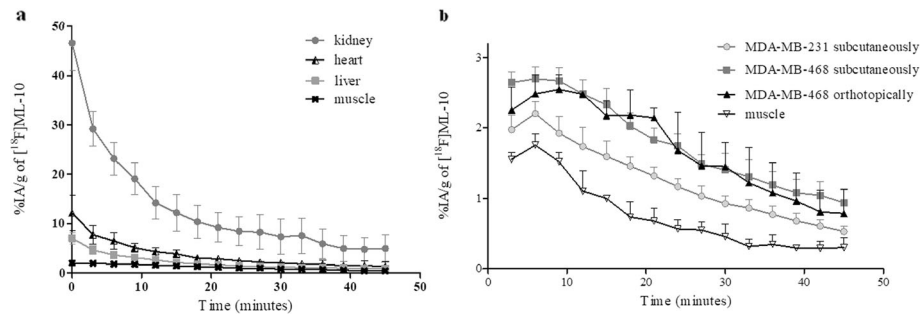 a
%IA/g of [¹⁸F]ML-10
50
40
30
20
10
0
0 10 20 30 40 50
Time (minutes)
kidney
heart
liver
muscle
b
%IA/g of [¹⁸F]ML-10
3
2
1
0
0 10 20 30 40 50
Time (minutes)
MDA-MB-231 subcutaneously
MDA-MB-468 subcutaneously
MDA-MB-468 orthotopically
muscle